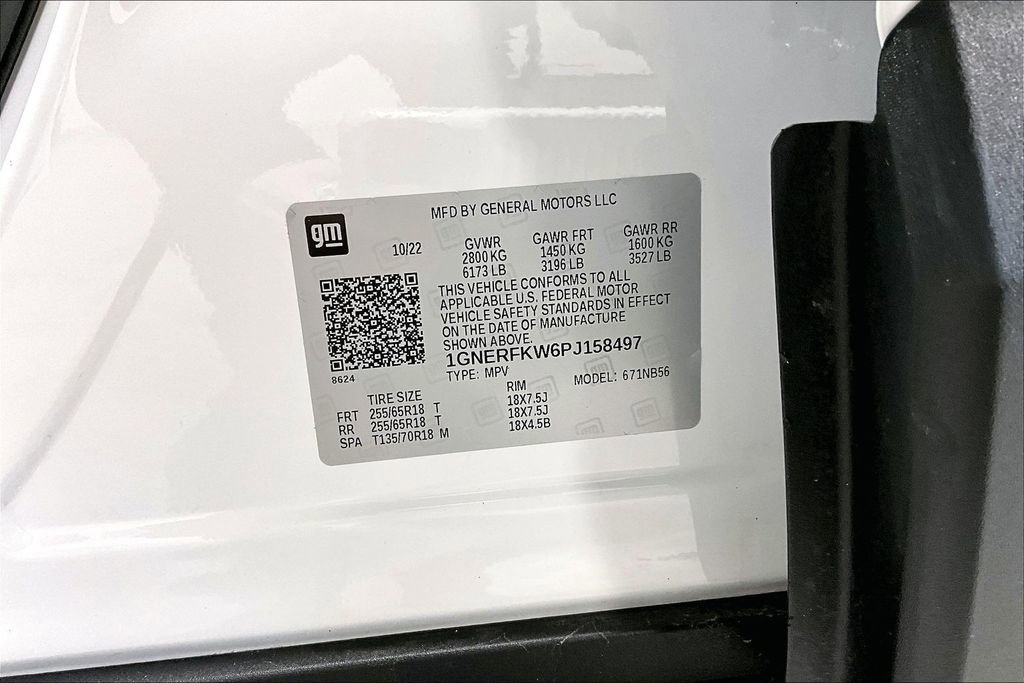 MFD BY GENERAL MOTORS LLC
gm
10/22 GVWR GAWR FRT GAWR RR
2800 KG 1450 KG 1600 KG
6173 LB 3196 LB 3527 LB
THIS VEHICLE CONFORMS TO ALL
APPLICABLE U.S. FEDERAL MOTOR
VEHICLE SAFETY STANDARDS IN EFFECT
ON THE DATE OF MANUFACTURE
SHOWN ABOVE.
1GNERFKW6PJ158497
8624
TYPE: MPV MODEL: 671NB56
TIRE SIZE RIM
FRT 255/65R18 T 18X7.5J
RR 255/65R18 T 18X7.5J
SPA T135/70R18 M 18X4.5B